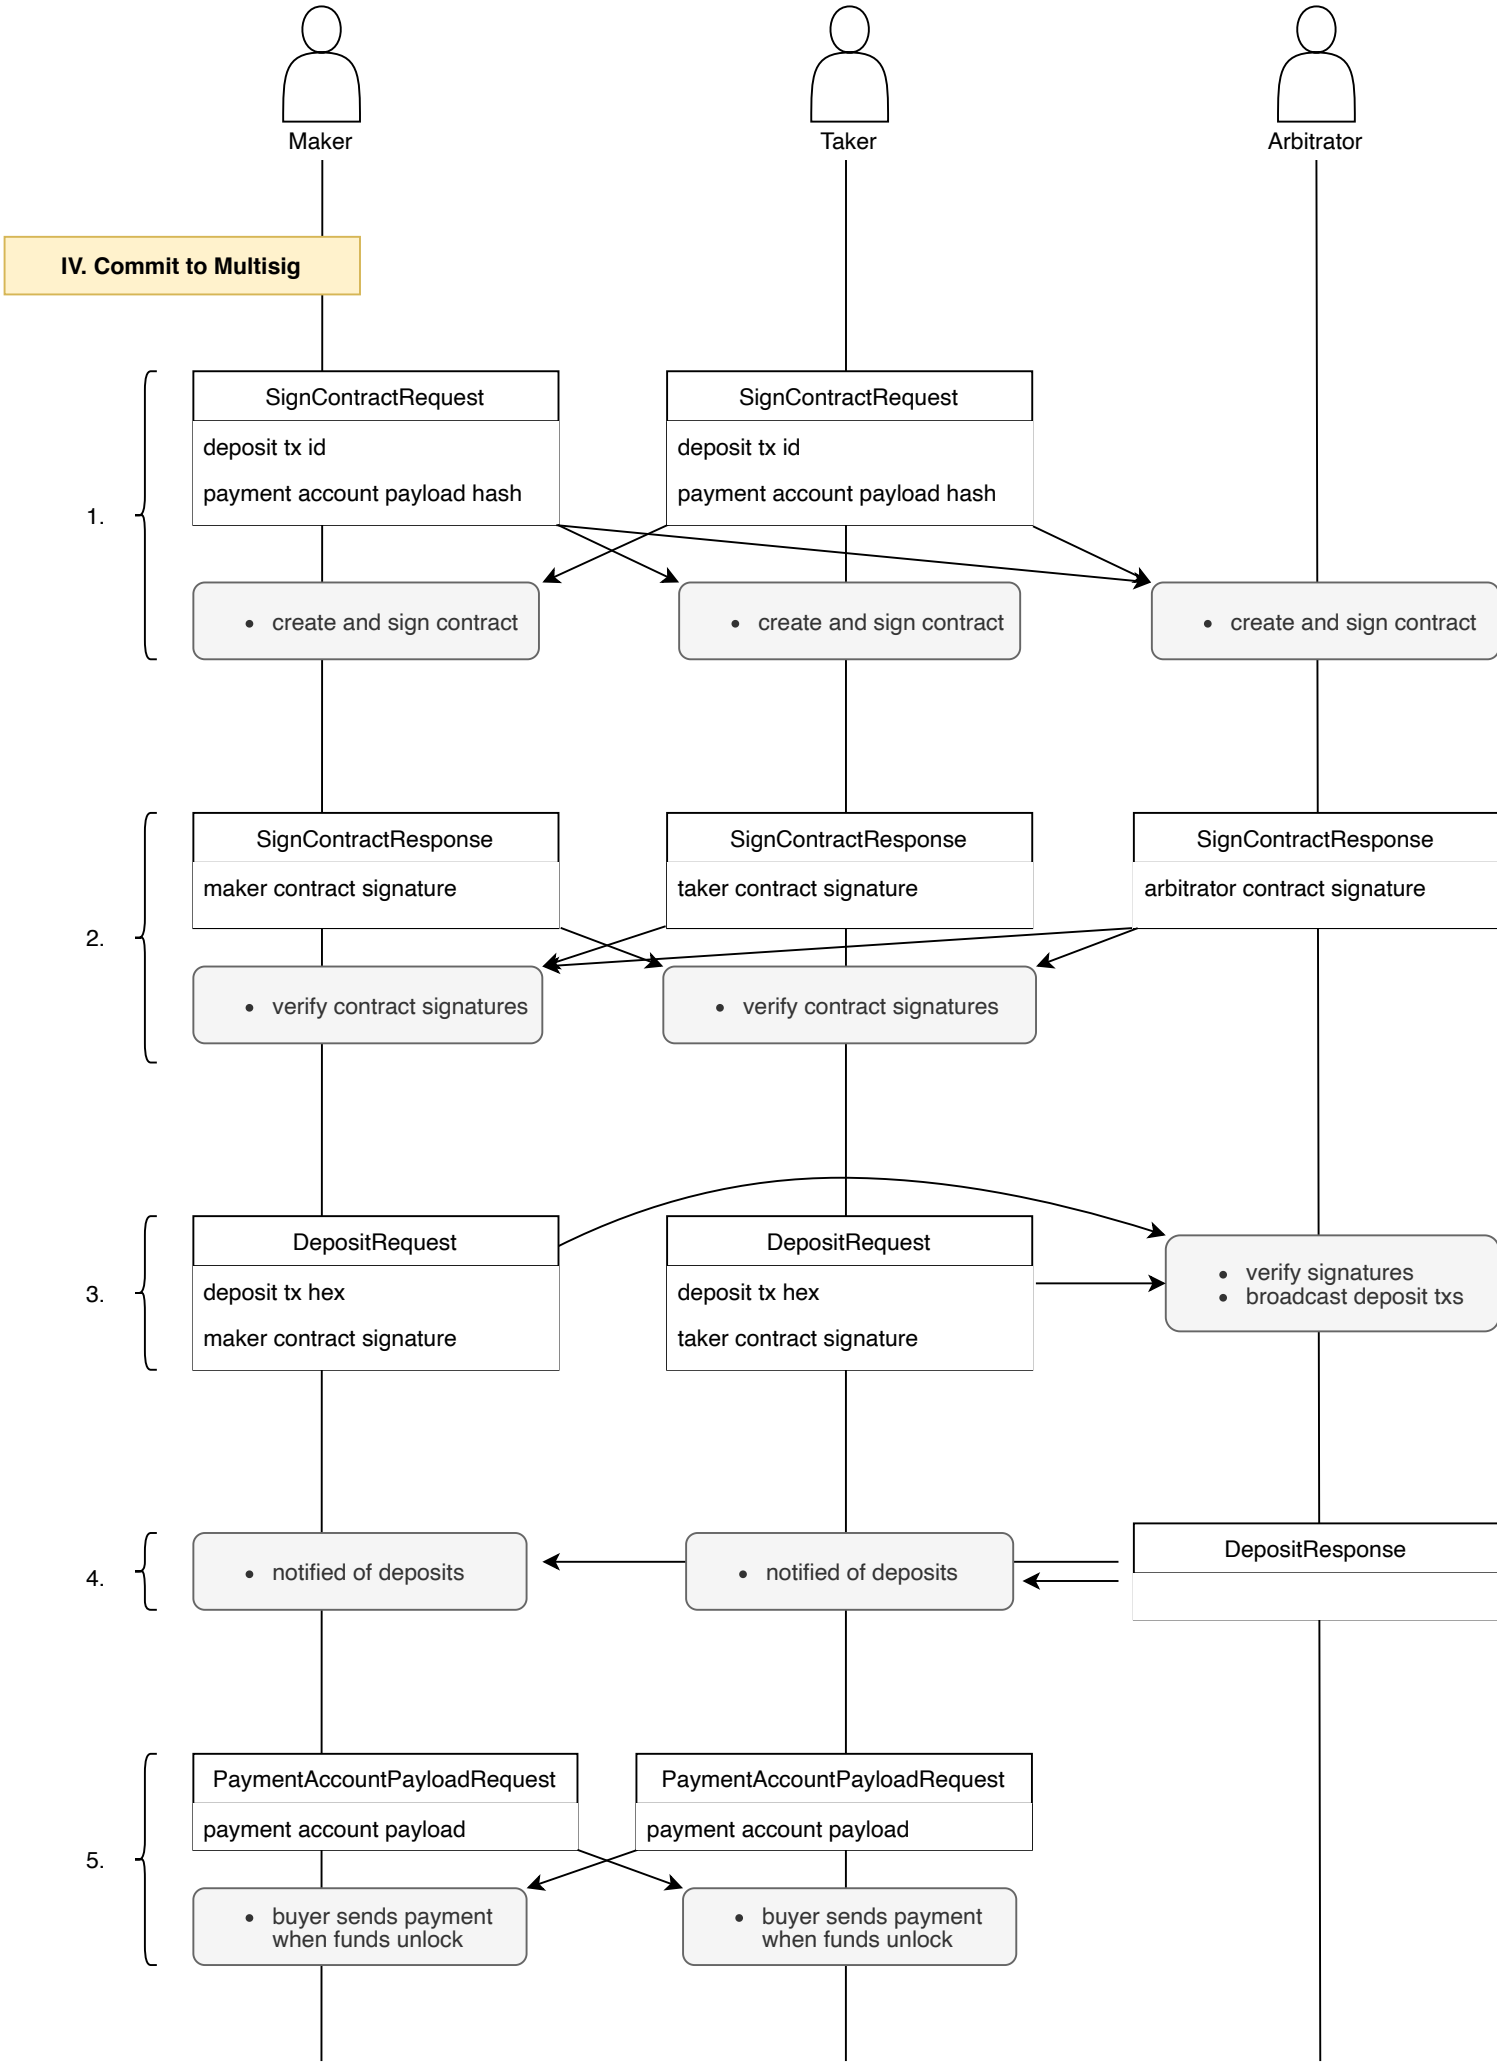 Maker
Taker
Arbitrator
IV. Commit to Multisig
1.
SignContractRequest
deposit tx id
payment account payload hash
SignContractRequest
deposit tx id
payment account payload hash
• create and sign contract
• create and sign contract
• create and sign contract
2.
SignContractResponse
maker contract signature
SignContractResponse
taker contract signature
SignContractResponse
arbitrator contract signature
• verify contract signatures
• verify contract signatures
3.
DepositRequest
deposit tx hex
maker contract signature
DepositRequest
deposit tx hex
taker contract signature
• verify signatures
• broadcast deposit txs
4.
• notified of deposits
• notified of deposits
DepositResponse
5.
PaymentAccountPayloadRequest
payment account payload
PaymentAccountPayloadRequest
payment account payload
• buyer sends payment
when funds unlock
• buyer sends payment
when funds unlock